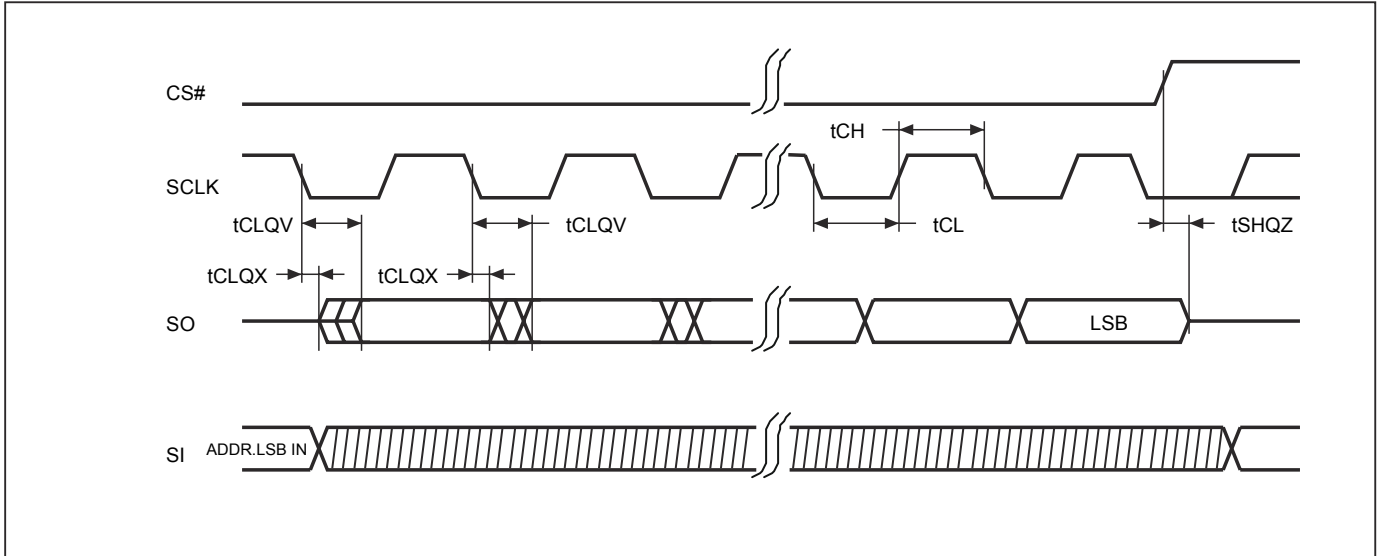 CS#
tCH
SCLK
tCLQV
tCLQV
tCL
tSHQZ
tCLQX
tCLQX
SO
LSB
SI
ADDR.LSB IN